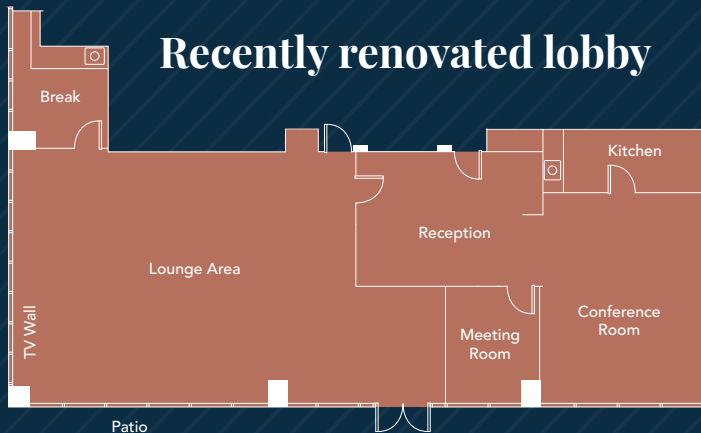 Recently renovated lobby
Break
Kitchen
Reception
Lounge Area
TV Wall
Conference
Room
Meeting
Room
Patio